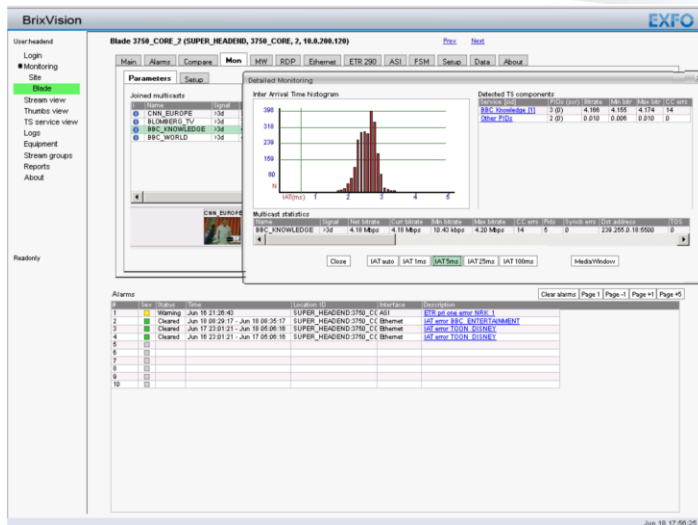 BrixVision
EXFO
User:headend
Login
Monitoring
Site
Blade
Stream view
Thumbs view
TS service view
Logs
Equipment
Stream groups
Reports
About
Readonly
Blade 3750_CORE_2 (SUPER_HEADEND, 3750_CORE, 2, 10.0.200.120)
Prev Next
Main Alarms Compare Mon MW RDP Ethernet ETR 290 ASI FSM Setup Data About
Parameters Setup
Joined multicasts
Name Signal
CNN_EUROPE >3d
BLOMBERG_TV >3d
BBC_KNOWLEDGE >3d
BBC_WORLD >3d
CNN_EUROPE
Detailed Monitoring
Inter Arrival Time histogram
398
318
239
159
80
N
IAT(ms) 1 2 3 4 5
Detected TS components
Service [pid] PIDs (scr) Bitrate Min bitr Max bitr CC errs
BBC Knowledge [1] 3 (0) 4.166 4.155 4.174 14
Other PIDs 2 (0) 0.010 0.006 0.010 0
Multicast statistics
Name Signal Net bitrate Curr bitrate Min bitrate Max bitrate CC errs Pids Synch errs Dst address TOS
BBC_KNOWLEDGE >3d 4.18 Mbps 4.18 Mbps 10.43 kbps 4.20 Mbps 14 5 0 239.255.0.18:5500 0
Close IAT auto IAT 1ms IAT 5ms IAT 25ms IAT 100ms MediaWindow
Alarms
Clear alarms Page 1 Page -1 Page +1 Page +5
# Sev Status Time Location ID Interface Description
1 Warning Jun 16 21:26:43 SUPER_HEADEND:3750_CC ASI ETR pri one error NRK_1
2 Cleared Jun 18 08:29:17 - Jun 18 08:35:17 SUPER_HEADEND:3750_CC Ethernet IAT error BBC_ENTERTAINMENT
3 Cleared Jun 17 23:01:21 - Jun 18 05:06:16 SUPER_HEADEND:3750_CC Ethernet IAT error TOON_DISNEY
4 Cleared Jun 16 23:01:21 - Jun 17 05:06:16 SUPER_HEADEND:3750_CC Ethernet IAT error TOON_DISNEY
5
6
7
8
9
10
Jun 18 17:56:25